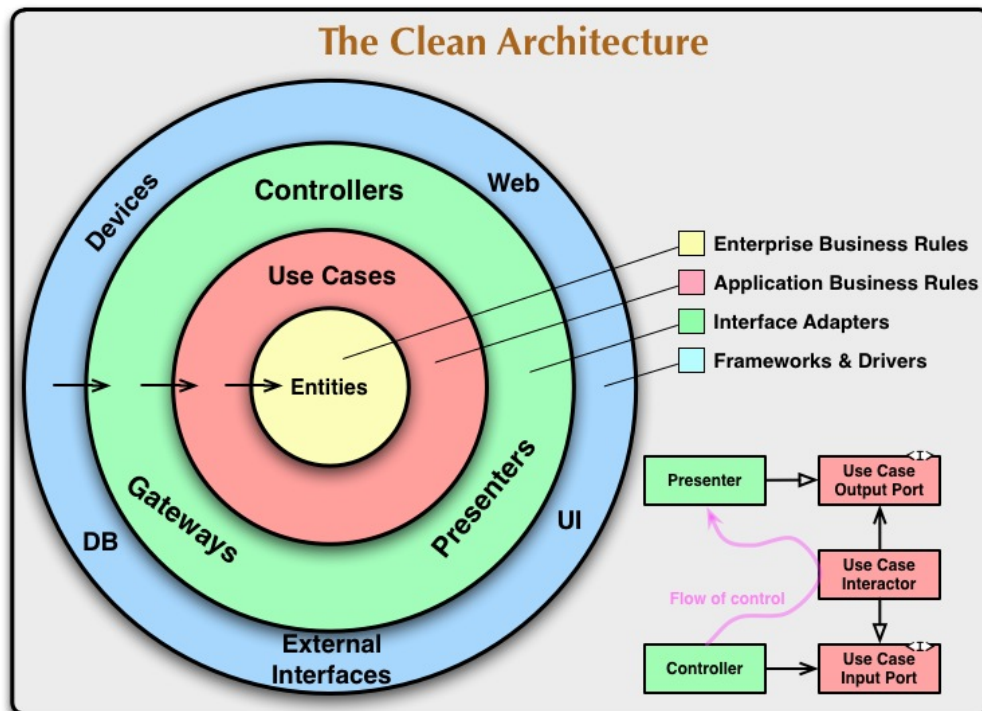 The Clean Architecture
Devices
Web
Controllers
Use Cases
Entities
Gateways
Presenters
DB
UI
External
Interfaces
Enterprise Business Rules
Application Business Rules
Interface Adapters
Frameworks & Drivers
Presenter
<I>
Use Case
Output Port
Use Case
Interactor
Flow of control
Controller
<I>
Use Case
Input Port